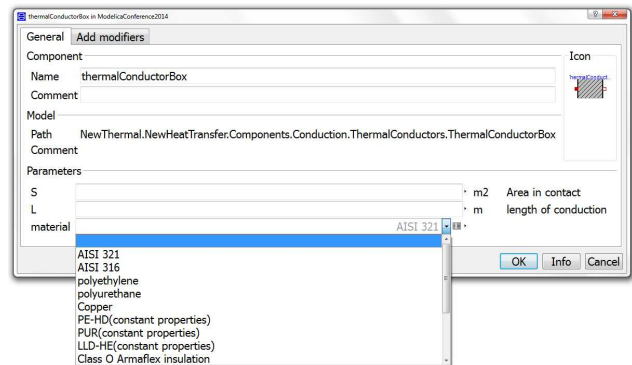 thermalConductorBox in ModelicaConference2014
General Add modifiers
Component Icon
Name thermalConductorBox
Comment
Model
Path NewThermal.NewHeatTransfer.Components.Conduction.ThermalConductors.ThermalConductorBox
Comment
Parameters
S m2 Area in contact
L m length of conduction
material AISI 321
AISI 321
AISI 316
polyethylene
polyurethane
Copper
PE-HD(constant properties)
PUR(constant properties)
LLD-HE(constant properties)
Class O Armaflex insulation
OK Info Cancel